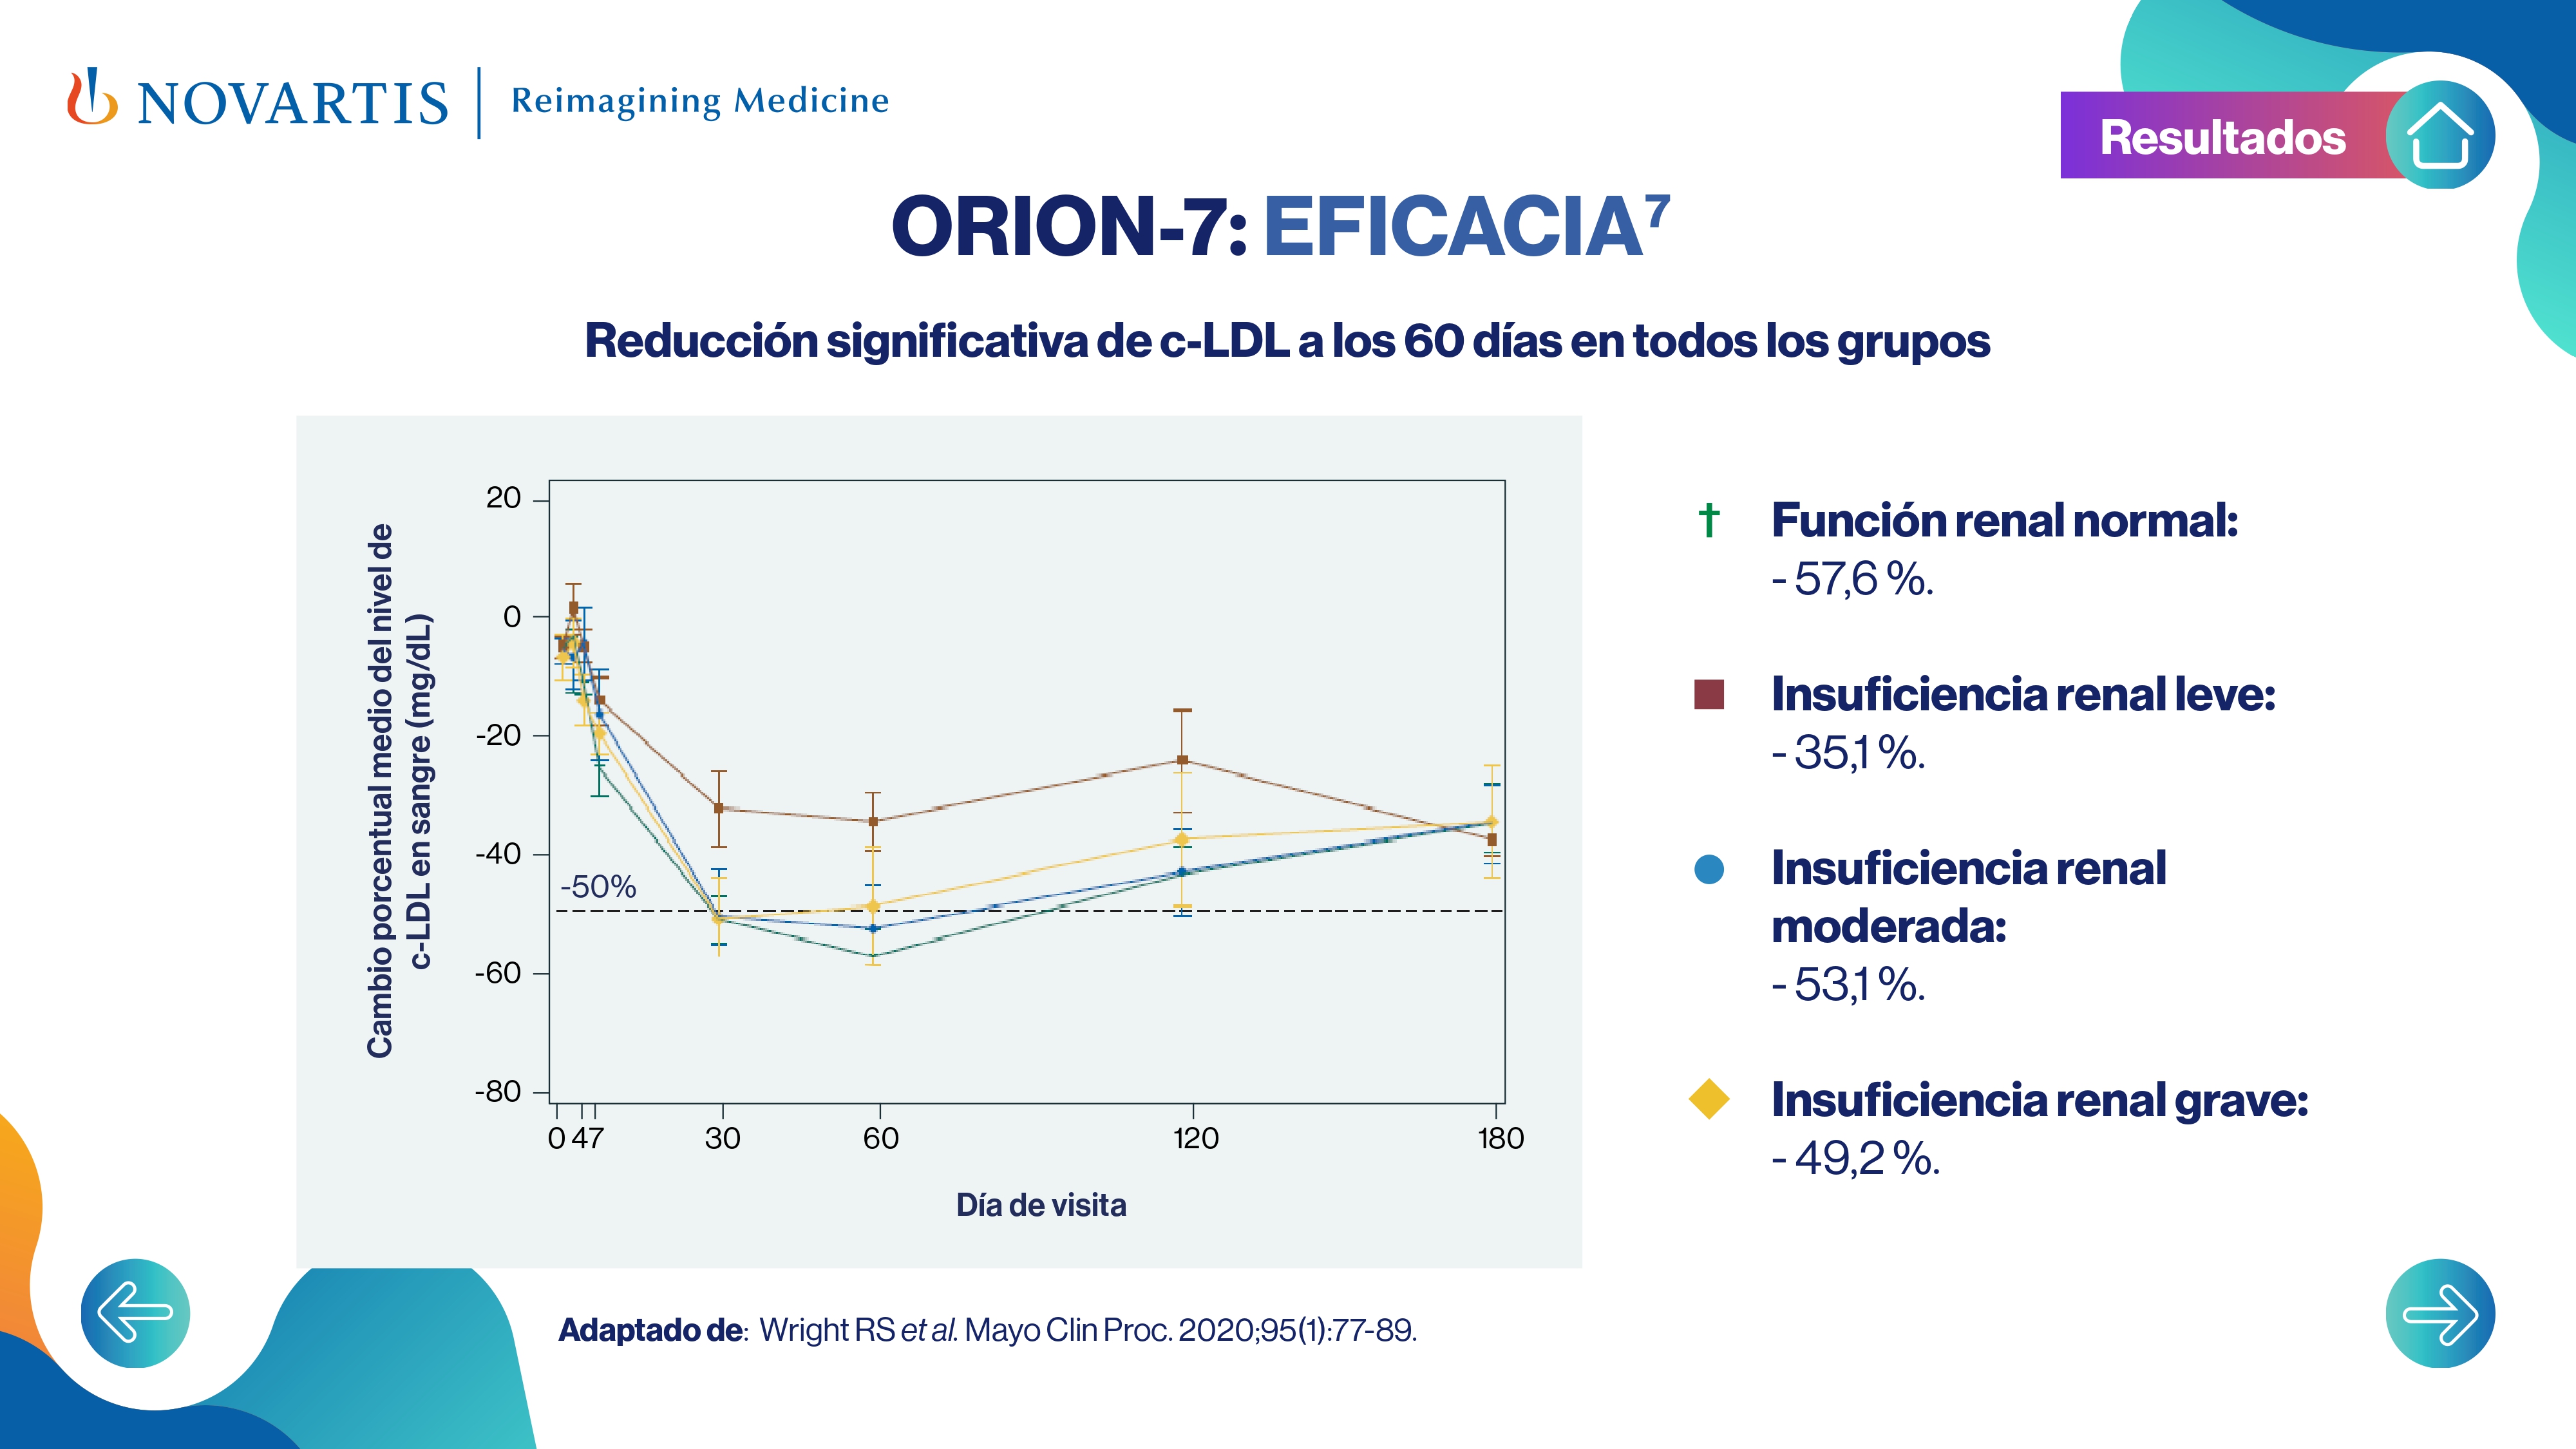 NOVARTIS | Reimagining Medicine
Resultados
ORION-7: EFICACIA⁷
Reducción significativa de c-LDL a los 60 días en todos los grupos
Cambio porcentual medio del nivel de
c-LDL en sangre (mg/dL)
20
0
-20
-40
-50%
-60
-80
0 4 7 30 60 120 180
Día de visita
† Función renal normal:
- 57,6 %.
Insuficiencia renal leve:
- 35,1 %.
Insuficiencia renal
moderada:
- 53,1 %.
Insuficiencia renal grave:
- 49,2 %.
Adaptado de: Wright RS et al. Mayo Clin Proc. 2020;95(1):77-89.